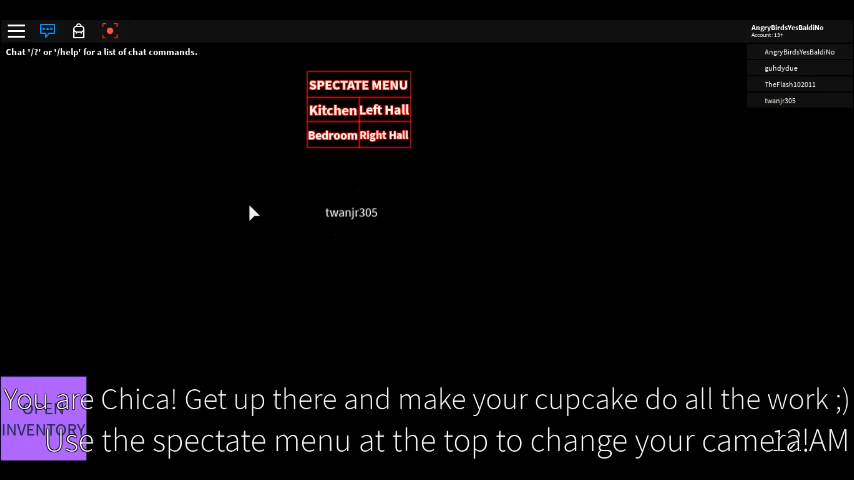 AngryBirdsYesBaldiNo
Account: 13+
Chat '/?' or '/help' for a list of chat commands.
AngryBirdsYesBaldiNo
guhdydue
TheFlash102011
twanjr305
SPECTATE MENU
Kitchen Left Hall
Bedroom Right Hall
twanjr305
You are Chica! Get up there and make your cupcake do all the work ;)
OPEN
INVENTORY
Use the spectate menu at the top to change your camera!
12 AM